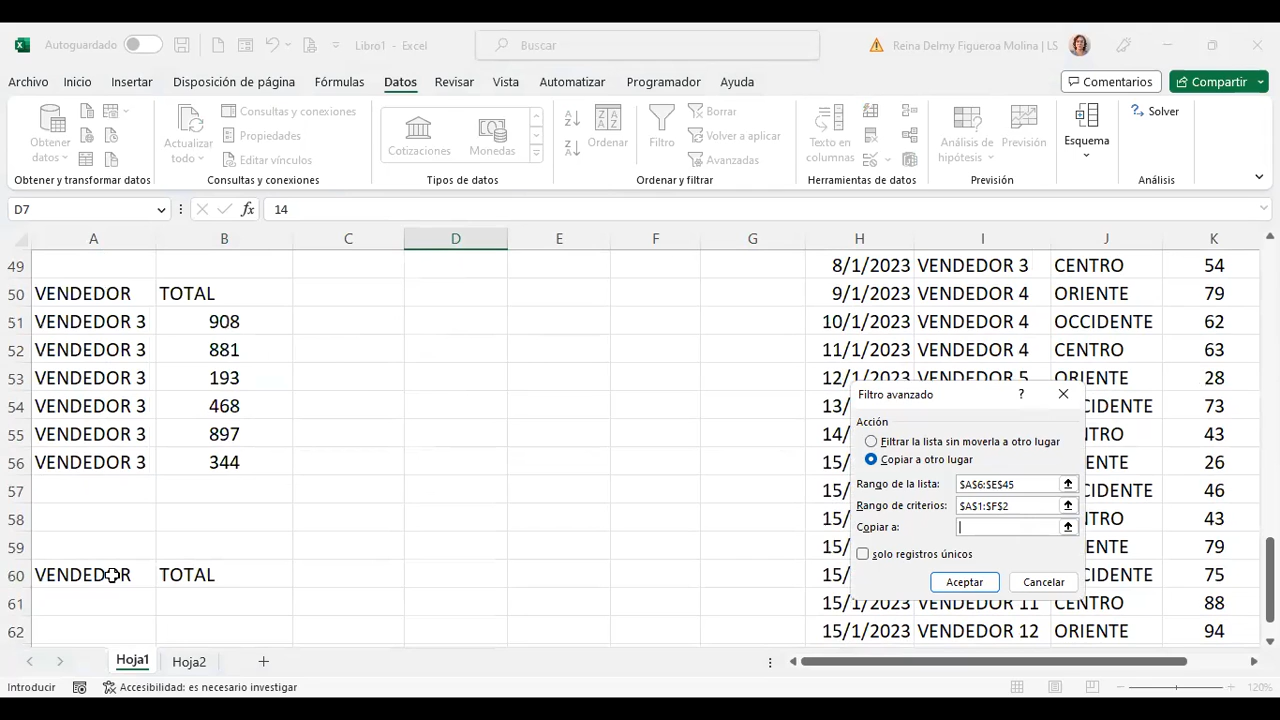 Autoguardado
Libro1 - Excel
Buscar
Reina Delmy Figueroa Molina | LS
Archivo Inicio Insertar Disposición de página Fórmulas Datos Revisar Vista Automatizar Programador Ayuda
Comentarios Compartir
Obtener datos
Actualizar todo
Consultas y conexiones
Propiedades
Editar vínculos
Cotizaciones
Monedas
Ordenar
Filtro
Borrar
Volver a aplicar
Avanzadas
Texto en columnas
Análisis de hipótesis
Previsión
Esquema
Solver
Obtener y transformar datos Consultas y conexiones Tipos de datos Ordenar y filtrar Herramientas de datos Previsión Análisis
D7 fx 14
A B C D E F G H I J K
49 8/1/2023 VENDEDOR 3 CENTRO 54
50 VENDEDOR TOTAL 9/1/2023 VENDEDOR 4 ORIENTE 79
51 VENDEDOR 3 908 10/1/2023 VENDEDOR 4 OCCIDENTE 62
52 VENDEDOR 3 881 11/1/2023 VENDEDOR 4 CENTRO 63
53 VENDEDOR 3 193 12/1/2023 VENDEDOR 5 ORIENTE 28
54 VENDEDOR 3 468 13/ CIDENTE 73
55 VENDEDOR 3 897 14/ NTRO 43
56 VENDEDOR 3 344 15/ IENTE 26
57 15/ CIDENTE 46
58 15/ NTRO 43
59 15/ IENTE 79
60 VENDEDOR TOTAL 15/ CIDENTE 75
61 15/1/2023 VENDEDOR 11 CENTRO 88
62 15/1/2023 VENDEDOR 12 ORIENTE 94
Filtro avanzado ?
Acción
Filtrar la lista sin moverla a otro lugar
Copiar a otro lugar
Rango de la lista: $A$6:$E$45
Rango de criterios: $A$1:$F$2
Copiar a:
Solo registros únicos
Aceptar Cancelar
Hoja1 Hoja2
Introducir Accesibilidad: es necesario investigar 120%